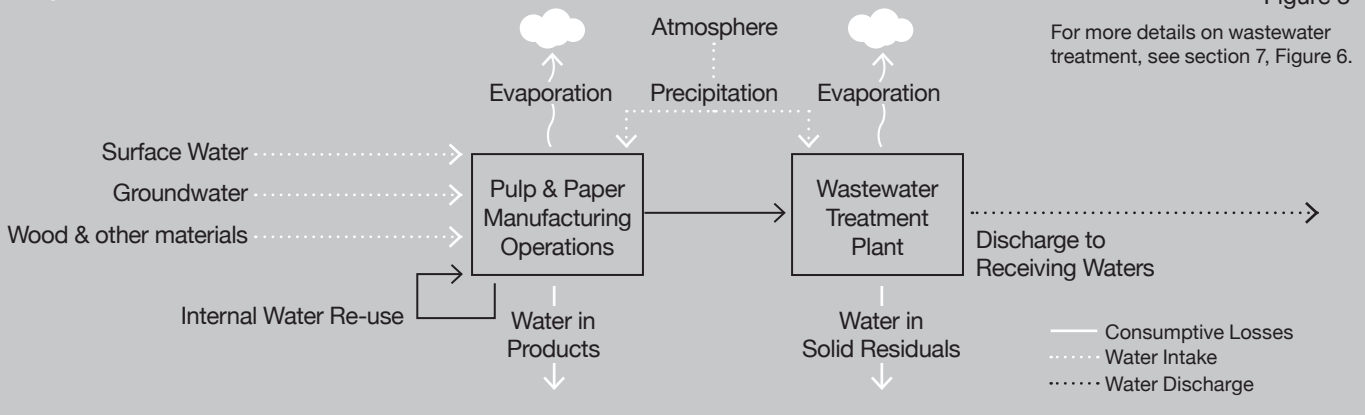 For more details on wastewater
treatment, see section 7, Figure 6.
Atmosphere
Evaporation
Precipitation
Evaporation
Surface Water
Groundwater
Wood & other materials
Pulp & Paper
Manufacturing
Operations
Wastewater
Treatment
Plant
Discharge to
Receiving Waters
Internal Water Re-use
Water in
Products
Water in
Solid Residuals
Consumptive Losses
Water Intake
Water Discharge